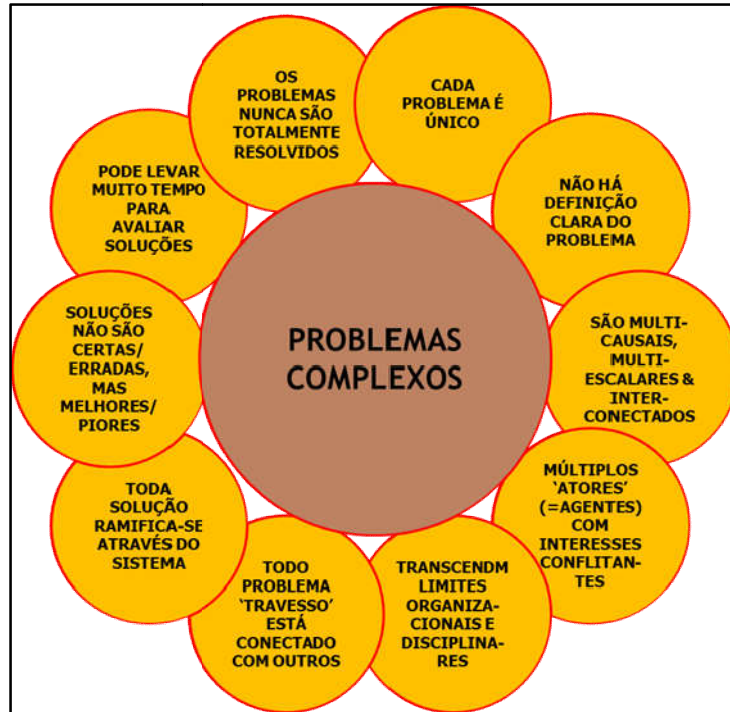 OS
PROBLEMAS
NUNCA SÃO
TOTALMENTE
RESOLVIDOS
CADA
PROBLEMA É
ÚNICO
NÃO HÁ
DEFINIÇÃO
CLARA DO
PROBLEMA
SÃO MULTI-
CAUSAIS,
MULTI-
ESCALARES &
INTER-
CONECTADOS
MÚLTIPLOS
‘ATORES’
(=AGENTES)
COM
INTERESSES
CONFLITAN-
TES
TRANSCENDM
LIMITES
ORGANIZA-
CIONAIS E
DISCIPLINA-
RES
TODO
PROBLEMA
‘TRAVESSO’
ESTÁ
CONECTADO
COM OUTROS
TODA
SOLUÇÃO
RAMIFICA-SE
ATRAVÉS DO
SISTEMA
SOLUÇÕES
NÃO SÃO
CERTAS/
ERRADAS,
MAS
MELHORES/
PIORES
PODE LEVAR
MUITO TEMPO
PARA
AVALIAR
SOLUÇÕES
PROBLEMAS
COMPLEXOS